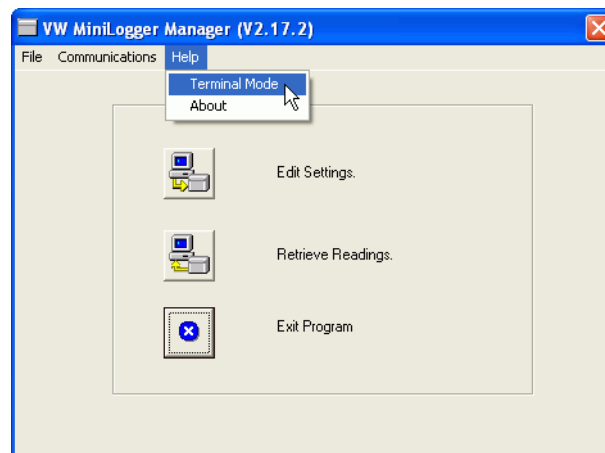 VW MiniLogger Manager (V2.17.2)
File Communications Help
Terminal Mode
About
Edit Settings.
Retrieve Readings.
Exit Program